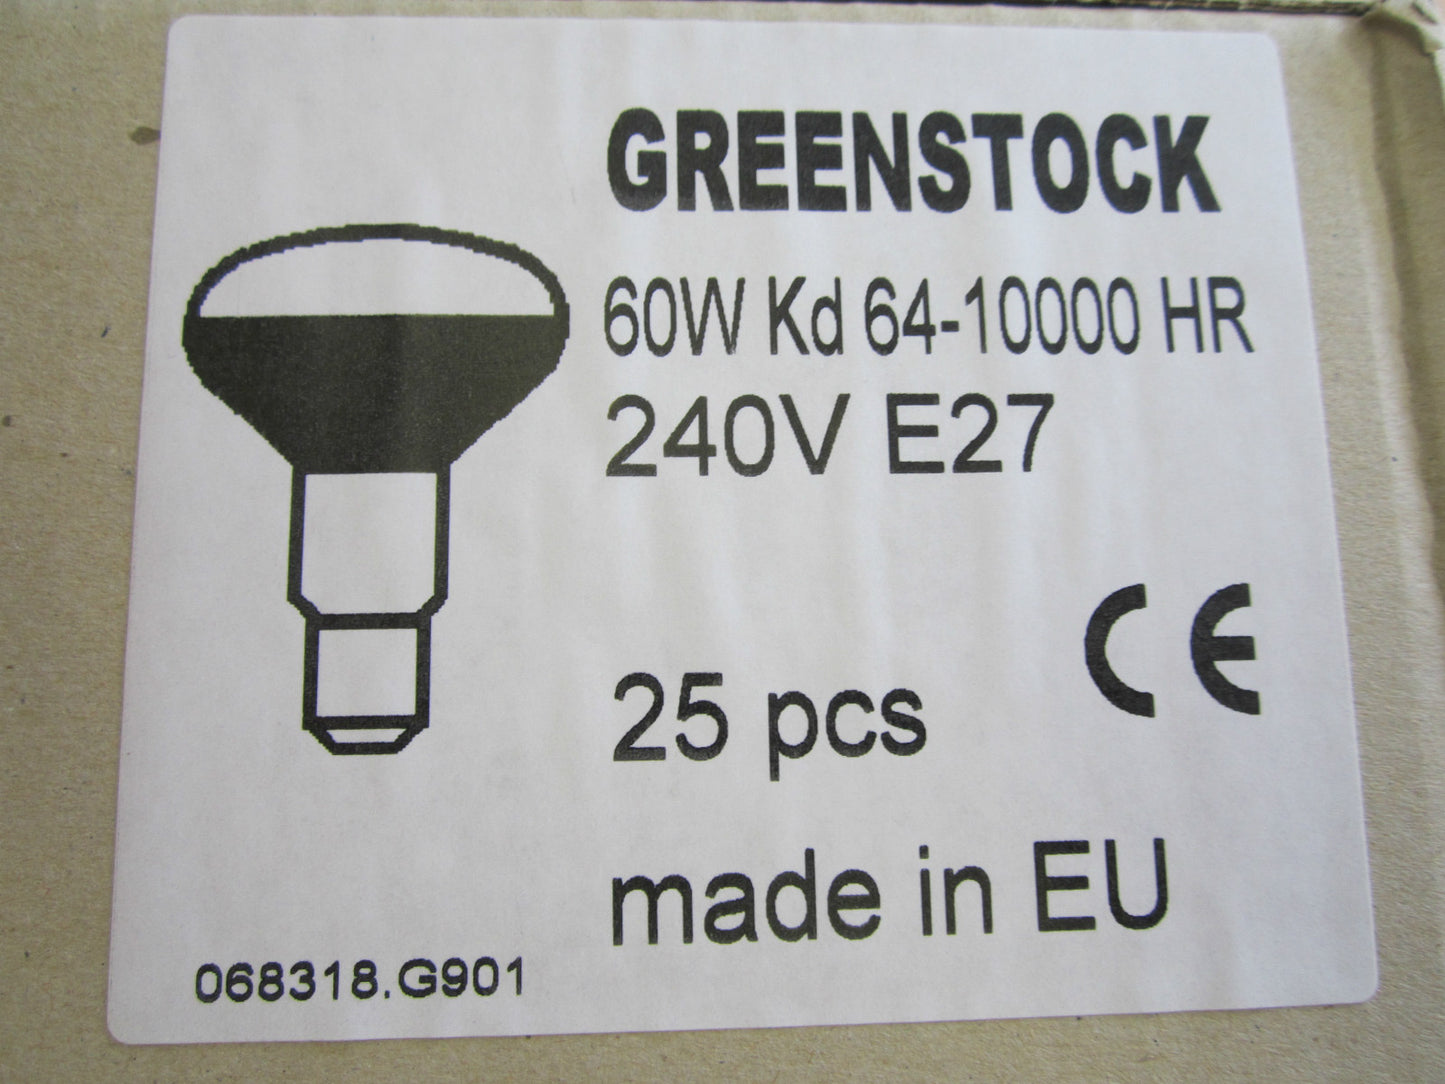 GREENSTOCK
60W Kd 64-10000 HR
240V E27
CE
25 pcs
made in EU
068318.G901